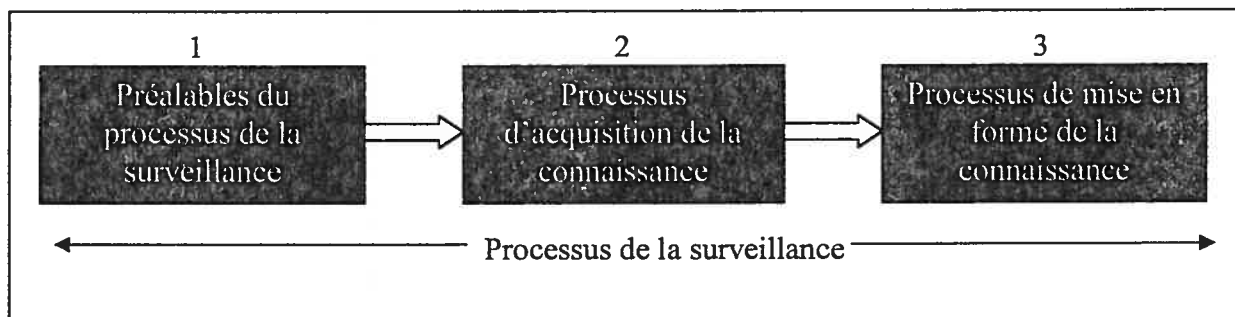 1
Préalables du
processus de la
surveillance
2
Processus
d'acquisition de la
connaissance
3
Processus de mise en
forme de la
connaissance
Processus de la surveillance